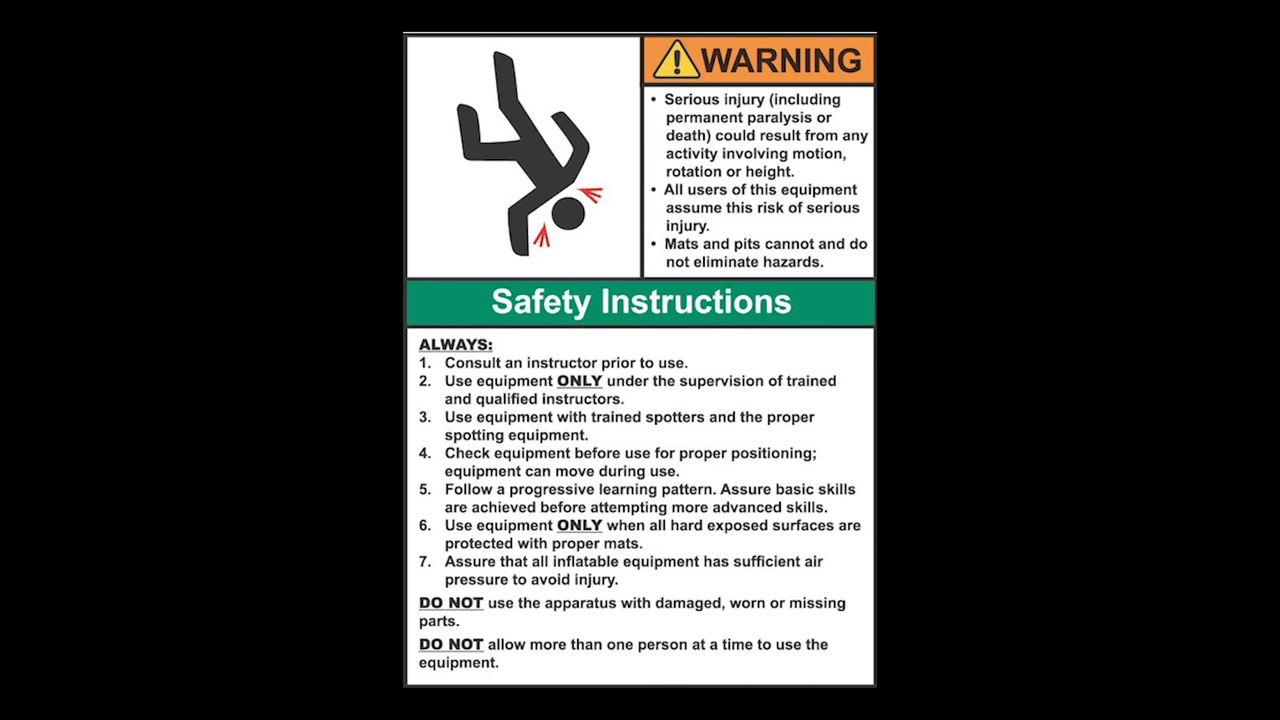 WARNING
• Serious injury (including
permanent paralysis or
death) could result from any
activity involving motion,
rotation or height.
• All users of this equipment
assume this risk of serious
injury.
• Mats and pits cannot and do
not eliminate hazards.
Safety Instructions
ALWAYS:
1. Consult an instructor prior to use.
2. Use equipment ONLY under the supervision of trained
and qualified instructors.
3. Use equipment with trained spotters and the proper
spotting equipment.
4. Check equipment before use for proper positioning;
equipment can move during use.
5. Follow a progressive learning pattern. Assure basic skills
are achieved before attempting more advanced skills.
6. Use equipment ONLY when all hard exposed surfaces are
protected with proper mats.
7. Assure that all inflatable equipment has sufficient air
pressure to avoid injury.
DO NOT use the apparatus with damaged, worn or missing
parts.
DO NOT allow more than one person at a time to use the
equipment.